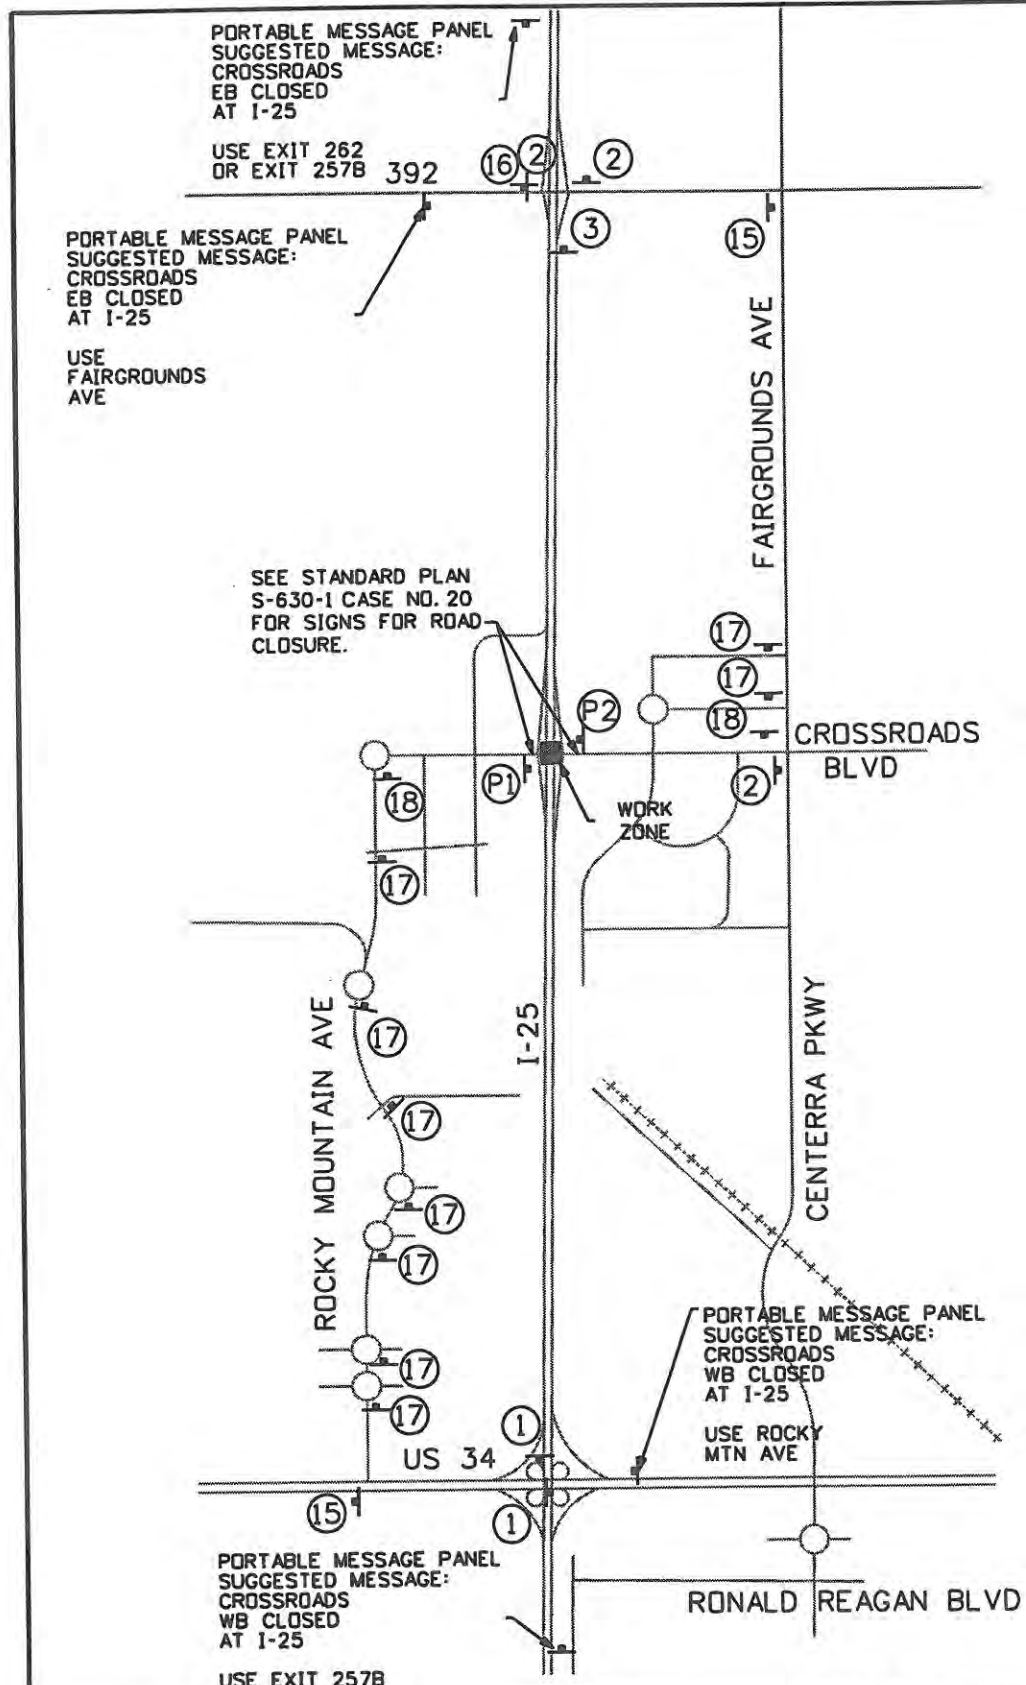 PORTABLE MESSAGE PANEL
SUGGESTED MESSAGE:
CROSSROADS
EB CLOSED
AT I-25
USE EXIT 262
OR EXIT 257B
392
16
2
2
3
15
PORTABLE MESSAGE PANEL
SUGGESTED MESSAGE:
CROSSROADS
EB CLOSED
AT I-25
USE
FAIRGROUNDS
AVE
FAIRGROUNDS AVE
SEE STANDARD PLAN
S-630-1 CASE NO. 20
FOR SIGNS FOR ROAD
CLOSURE.
17
17
18
P2
CROSSROADS
BLVD
P1
2
18
WORK
ZONE
17
17
I-25
ROCKY MOUNTAIN AVE
CENTERRA PKWY
17
17
17
17
17
PORTABLE MESSAGE PANEL
SUGGESTED MESSAGE:
CROSSROADS
WB CLOSED
AT I-25
USE ROCKY
MTN AVE
1
US 34
15
1
PORTABLE MESSAGE PANEL
SUGGESTED MESSAGE:
CROSSROADS
WB CLOSED
AT I-25
USE EXIT 257B
RONALD REAGAN BLVD